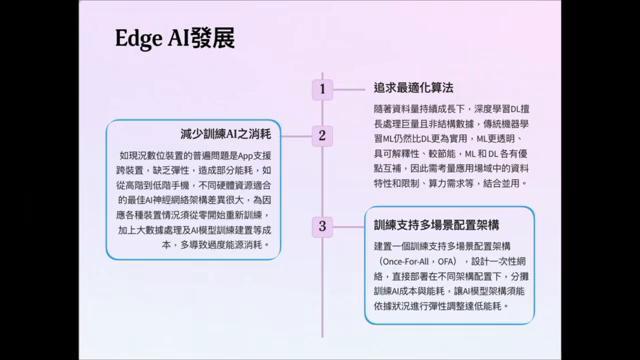 Edge AI發展
1
追求最適化算法
隨著資料量持續成長下，深度學習DL擅
長處理巨量且非結構數據，傳統機器學
習ML仍然比DL更為實用，ML更透明、
具可解釋性、較節能，ML 和 DL 各有優
點互補，因此需考量應用場域中的資料
特性和限制、算力需求等，結合並用。
2
減少訓練AI之消耗
如現況數位裝置的普遍問題是App支援
跨裝置，缺乏彈性，造成部分能耗，如
從高階到低階手機，不同硬體資源適合
的最佳AI神經網絡架構差異很大，為因
應各種裝置情況須從零開始重新訓練，
加上大數據處理及AI模型訓練建置等成
本，多導致過度能源消耗。
3
訓練支持多場景配置架構
建置一個訓練支持多場景配置架構
（Once-For-All，OFA），設計一次性網
絡，直接部署在不同架構配置下，分攤
訓練AI成本與能耗，讓AI模型架構須能
依據狀況進行彈性調整達低能耗。